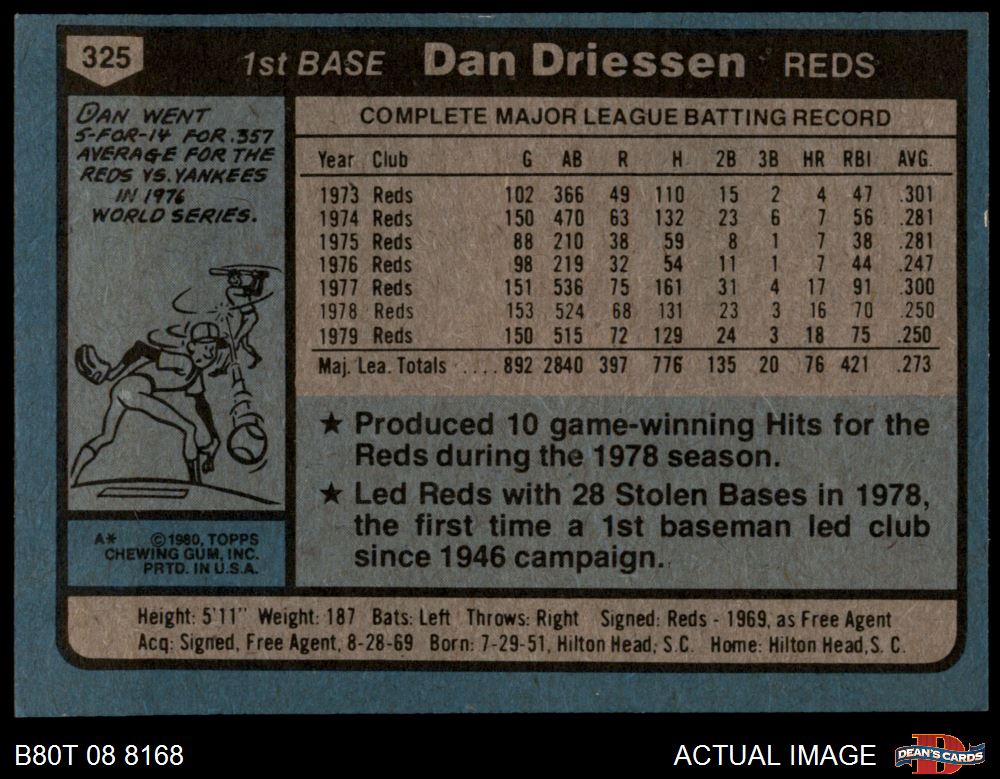 325
1st BASE Dan Driessen REDS
DAN WENT
5-FOR-14 FOR .357
AVERAGE FOR THE
REDS VS. YANKEES
IN 1976
WORLD SERIES.
A* ©1980, TOPPS
CHEWING GUM, INC.
PRTD. IN U.S.A.
COMPLETE MAJOR LEAGUE BATTING RECORD
Year Club G AB R H 2B 3B HR RBI AVG.
1973 Reds 102 366 49 110 15 2 4 47 .301
1974 Reds 150 470 63 132 23 6 7 56 .281
1975 Reds 88 210 38 59 8 1 7 38 .281
1976 Reds 98 219 32 54 11 1 7 44 .247
1977 Reds 151 536 75 161 31 4 17 91 .300
1978 Reds 153 524 68 131 23 3 16 70 .250
1979 Reds 150 515 72 129 24 3 18 75 .250
Maj. Lea. Totals .... 892 2840 397 776 135 20 76 421 .273
★ Produced 10 game-winning Hits for the
Reds during the 1978 season.
★ Led Reds with 28 Stolen Bases in 1978,
the first time a 1st baseman led club
since 1946 campaign.
Height: 5'11" Weight: 187 Bats: Left Throws: Right Signed: Reds - 1969, as Free Agent
Acq: Signed, Free Agent, 8-28-69 Born: 7-29-51, Hilton Head, S.C. Home: Hilton Head, S. C.
B80T 08 8168
ACTUAL IMAGE
D
DEAN'S CARDS